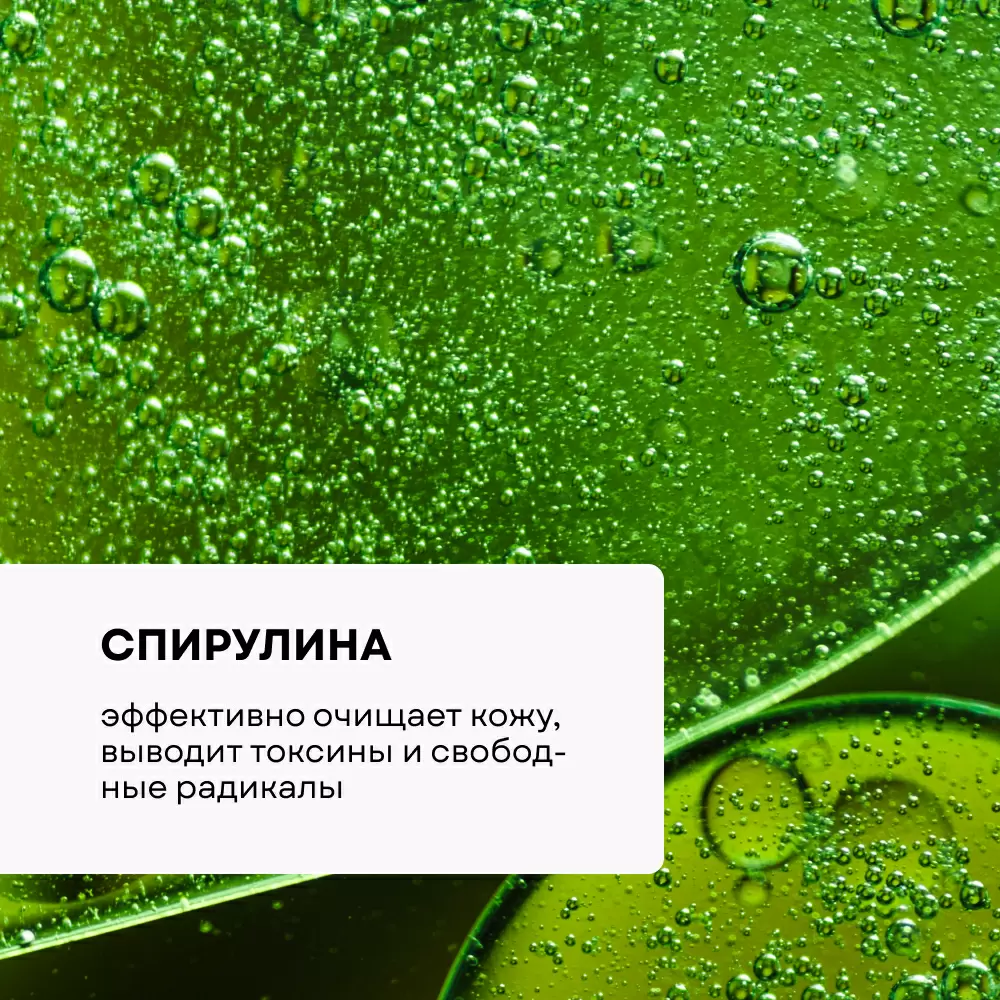 СПИРУЛИНА
эффективно очищает кожу,
выводит токсины и свобод-
ные радикалы